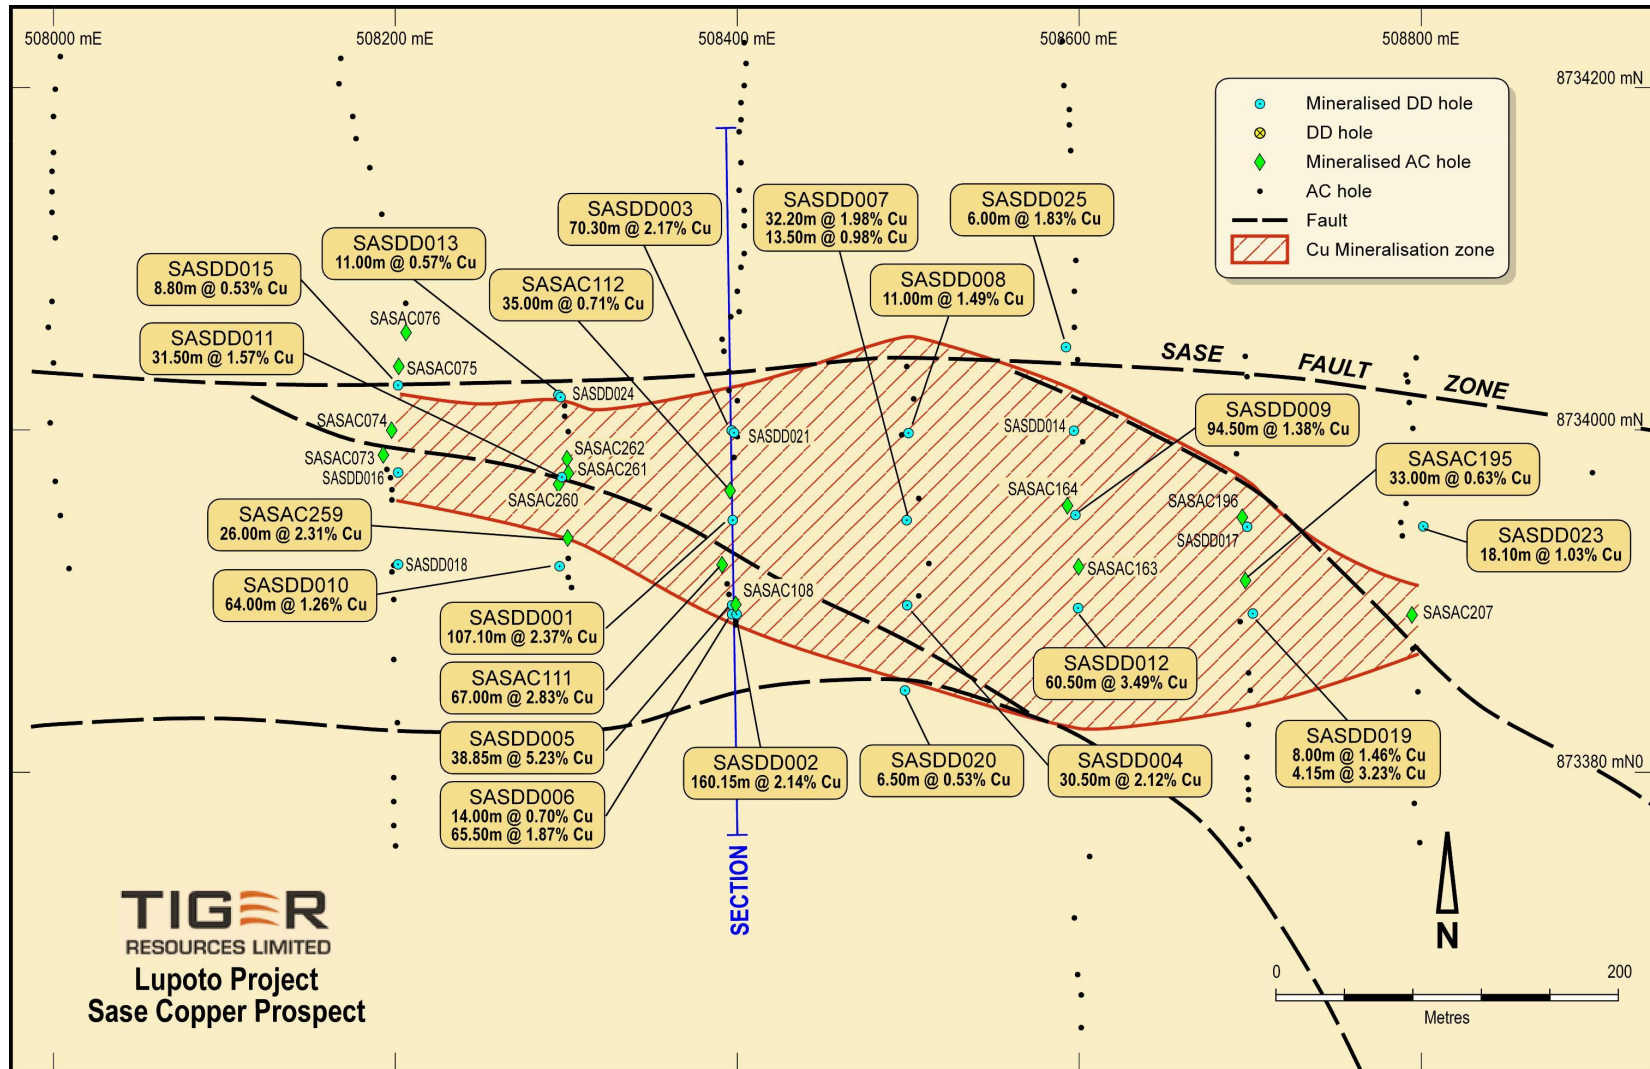 508000 mE
508200 mE
508400 mE
508600 mE
508800 mE
8734200 mN
Mineralised DD hole
DD hole
Mineralised AC hole
AC hole
Fault
Cu Mineralisation zone
SASDD003
70.30m @ 2.17% Cu
SASDD007
32.20m @ 1.98% Cu
13.50m @ 0.98% Cu
SASDD025
6.00m @ 1.83% Cu
SASDD013
11.00m @ 0.57% Cu
SASDD015
8.80m @ 0.53% Cu
SASAC112
35.00m @ 0.71% Cu
SASDD008
11.00m @ 1.49% Cu
SASAC076
SASDD011
31.50m @ 1.57% Cu
SASAC075
SASE FAULT ZONE
SASDD024
SASDD009
94.50m @ 1.38% Cu
SASAC074
SASDD021
SASDD014
8734000 mN
SASAC262
SASAC073
SASAC261
SASDD016
SASAC260
SASAC195
33.00m @ 0.63% Cu
SASAC164
SASAC196
SASAC259
26.00m @ 2.31% Cu
SASDD017
SASDD023
18.10m @ 1.03% Cu
SASDD018
SASAC163
SASDD010
64.00m @ 1.26% Cu
SASAC108
SASAC207
SASDD001
107.10m @ 2.37% Cu
SASDD012
60.50m @ 3.49% Cu
SASAC111
67.00m @ 2.83% Cu
SASDD005
38.85m @ 5.23% Cu
SASDD002
160.15m @ 2.14% Cu
SASDD020
6.50m @ 0.53% Cu
SASDD004
30.50m @ 2.12% Cu
SASDD019
8.00m @ 1.46% Cu
4.15m @ 3.23% Cu
873380 mN0
SASDD006
14.00m @ 0.70% Cu
65.50m @ 1.87% Cu
SECTION
TIGER
RESOURCES LIMITED
Lupoto Project
Sase Copper Prospect
N
0 200
Metres